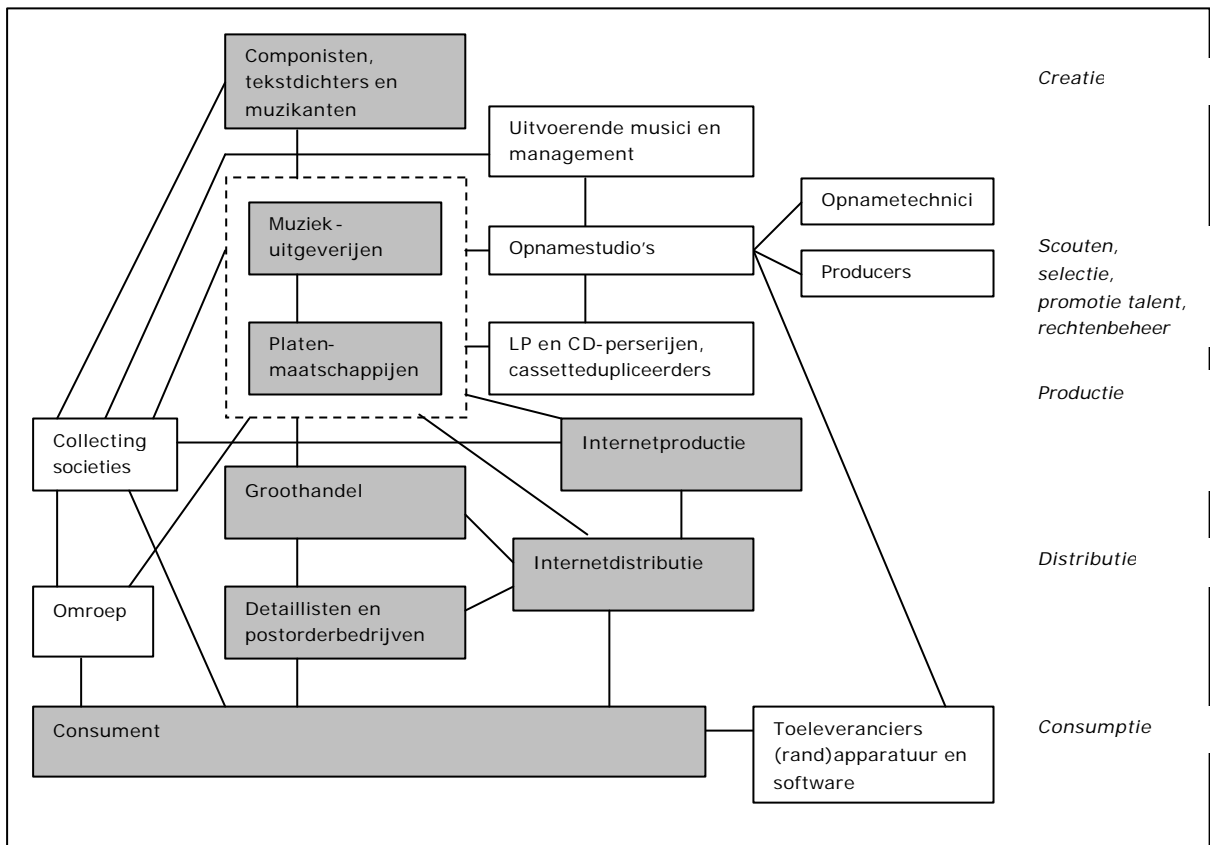 Componisten,
tekstdichters en
muzikanten
Creatie
Uitvoerende musici en
management
Opnametechnici
Muziek-
uitgeverijen
Opnamestudio's
Producers
Scouten,
selectie,
promotie talent,
rechtenbeheer
Platen-
maatschappijen
LP en CD-perserijen,
cassettedupliceerders
Productie
Collecting
societies
Internetproductie
Groothandel
Internetdistributie
Distributie
Omroep
Detaillisten en
postorderbedrijven
Consument
Toeleveranciers
(rand)apparatuur en
software
Consumptie